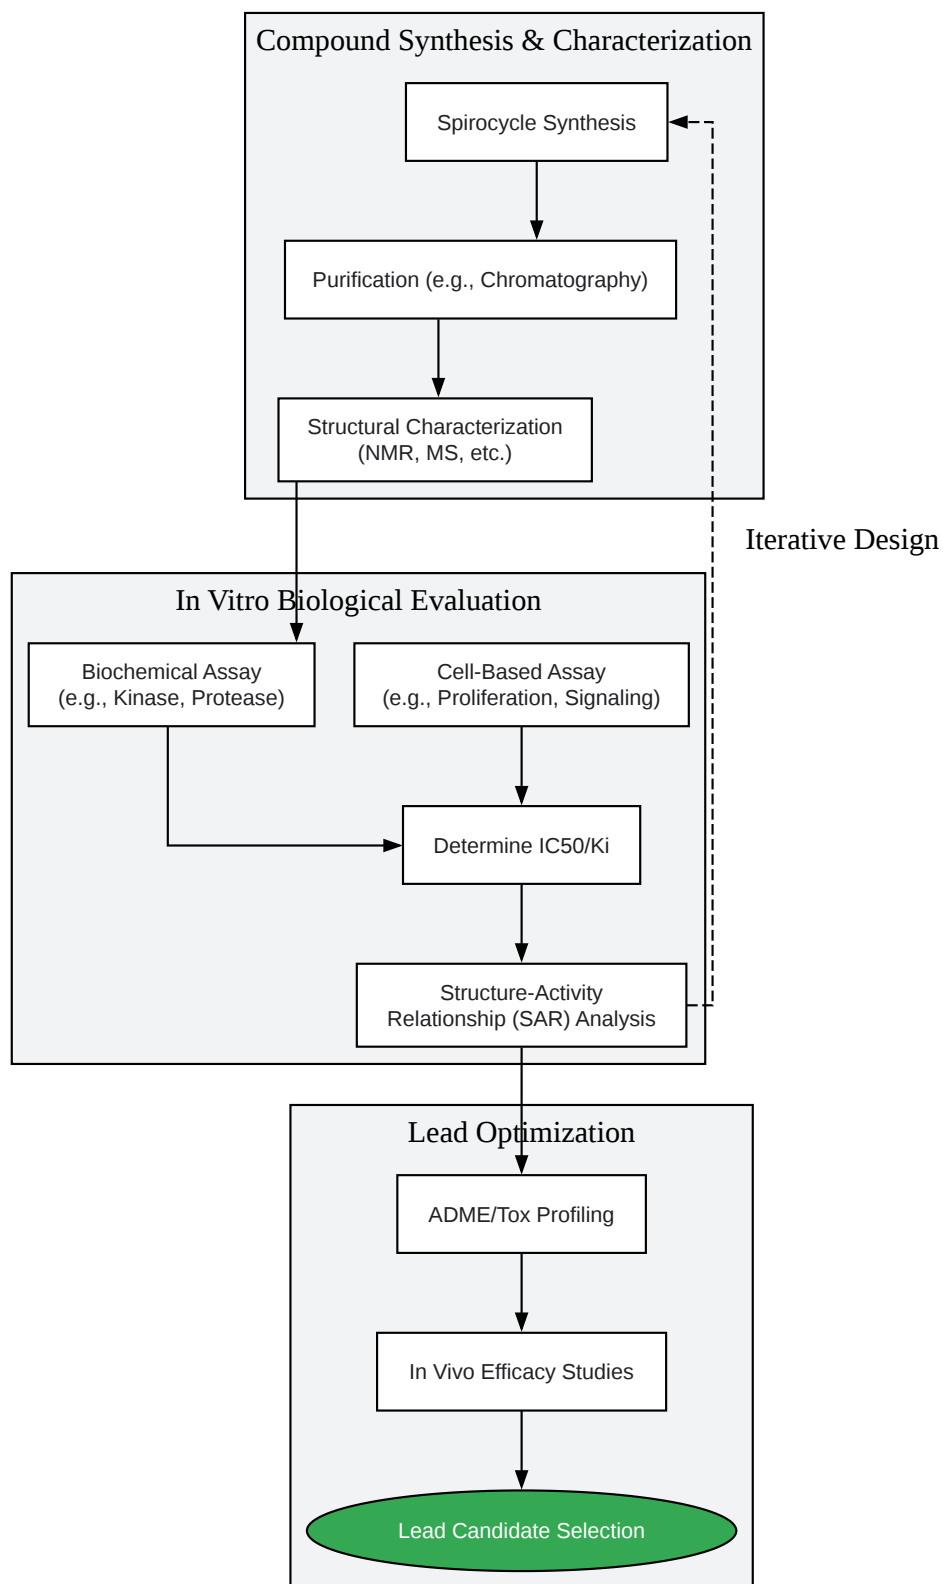 Compound Synthesis & Characterization
Spirocycle Synthesis
Purification (e.g., Chromatography)
Structural Characterization
(NMR, MS, etc.)
Iterative Design
In Vitro Biological Evaluation
Biochemical Assay
(e.g., Kinase, Protease)
Cell-Based Assay
(e.g., Proliferation, Signaling)
Determine IC50/Ki
Structure-Activity
Relationship (SAR) Analysis
Lead Optimization
ADME/Tox Profiling
In Vivo Efficacy Studies
Lead Candidate Selection